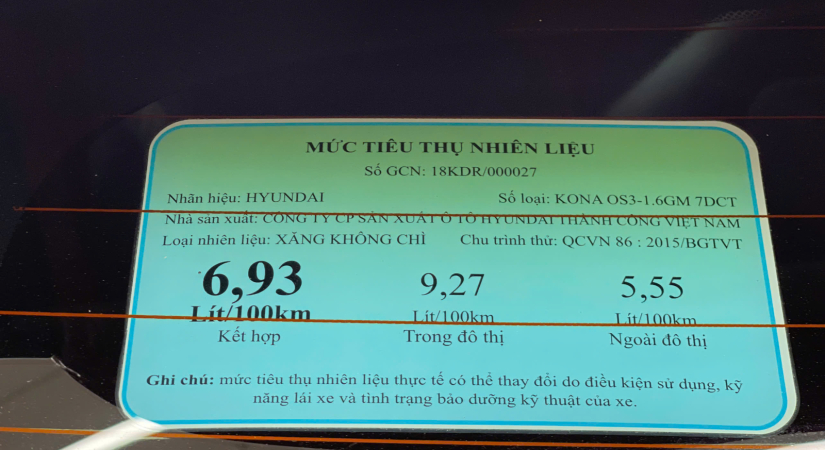 MỨC TIÊU THỤ NHIÊN LIỆU
Số GCN: 18KDR/000027
Nhãn hiệu: HYUNDAI Số loại: KONA OS3-1.6GM 7DCT
Nhà sản xuất: CÔNG TY CP SẢN XUẤT Ô TÔ HYUNDAI THÀNH CÔNG VIỆT NAM
Loại nhiên liệu: XĂNG KHÔNG CHÌ Chu trình thử: QCVN 86 : 2015/BGTVT
6,93 9,27 5,55
Lít/100km Lít/100km Lít/100km
Kết hợp Trong đô thị Ngoài đô thị
Ghi chú: mức tiêu thụ nhiên liệu thực tế có thể thay đổi do điều kiện sử dụng, kỹ
năng lái xe và tình trạng bảo dưỡng kỹ thuật của xe.